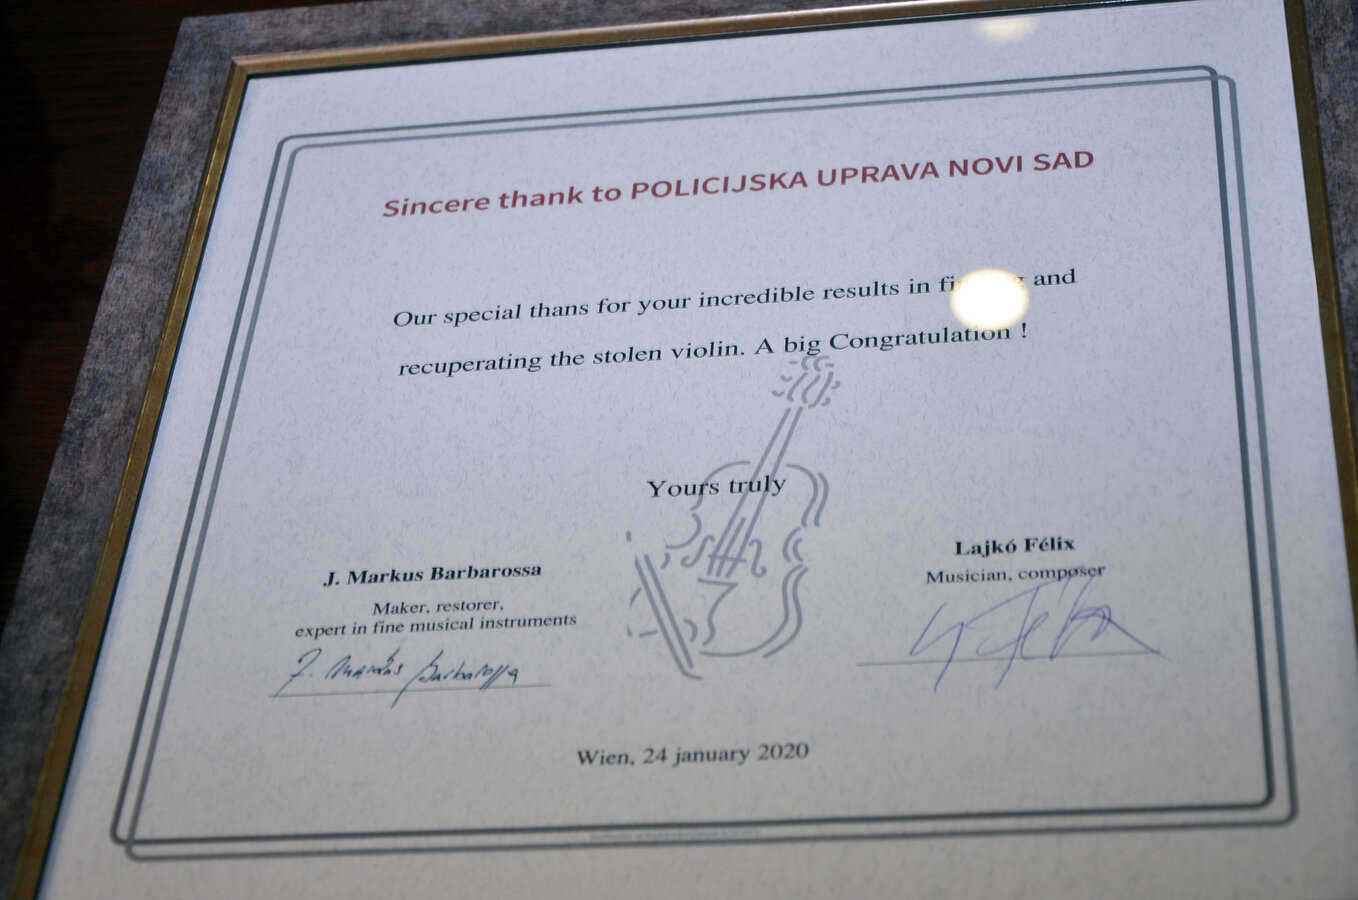 Sincere thank to POLICIJSKA UPRAVA NOVI SAD
Our special thans for your incredible results in and
recuperating the stolen violin. A big Congratulation !
Yours truly
J. Markus Barbarossa
Maker, restorer,
expert in fine musical instruments
J. Markus Barbarossa
Lajkó Félix
Musician, composer
Wien, 24 january 2020